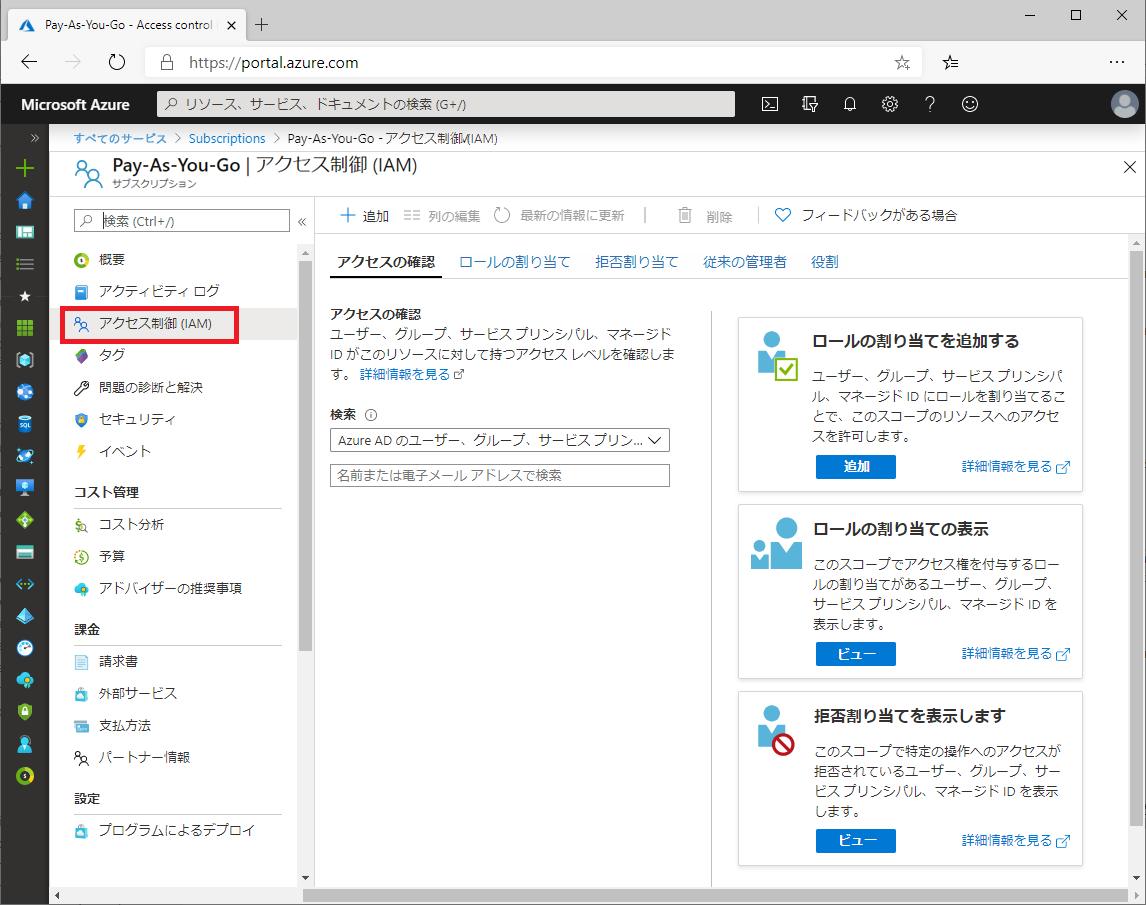 Pay-As-You-Go - Access control
https://portal.azure.com
Microsoft Azure
リソース、サービス、ドキュメントの検索 (G+/)
すべてのサービス > Subscriptions > Pay-As-You-Go - アクセス制御(IAM)
Pay-As-You-Go | アクセス制御 (IAM)
サブスクリプション
検索 (Ctrl+/)
概要
アクティビティ ログ
アクセス制御 (IAM)
タグ
問題の診断と解決
セキュリティ
イベント
コスト管理
コスト分析
予算
アドバイザーの推奨事項
課金
請求書
外部サービス
支払方法
パートナー情報
設定
プログラムによるデプロイ
追加
列の編集
最新の情報に更新
削除
フィードバックがある場合
アクセスの確認
ロールの割り当て
拒否割り当て
従来の管理者
役割
アクセスの確認
ユーザー、グループ、サービス プリンシパル、マネージド
ID がこのリソースに対して持つアクセス レベルを確認しま
す。 詳細情報を見る
検索
Azure AD のユーザー、グループ、サービス プリン...
名前または電子メール アドレスで検索
ロールの割り当てを追加する
ユーザー、グループ、サービス プリンシパ
ル、マネージド ID にロールを割り当てるこ
とで、このスコープのリソースへのアクセ
スを許可します。
追加
詳細情報を見る
ロールの割り当ての表示
このスコープでアクセス権を付与するロー
ルの割り当てがあるユーザー、グループ、
サービス プリンシパル、マネージド ID を
表示します。
ビュー
詳細情報を見る
拒否割り当てを表示します
このスコープで特定の操作へのアクセスが
拒否されているユーザー、グループ、サー
ビス プリンシパル、マネージド ID を表示
します。
ビュー
詳細情報を見る